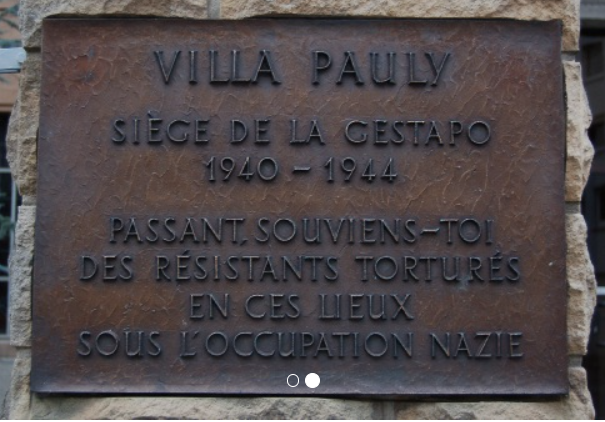 VILLA PAULY
SIÈGE DE LA GESTAPO
1940 – 1944
PASSANT, SOUVIENS-TOI
DES RÉSISTANTS TORTURÉS
EN CES LIEUX
SOUS L'OCCUPATION NAZIE